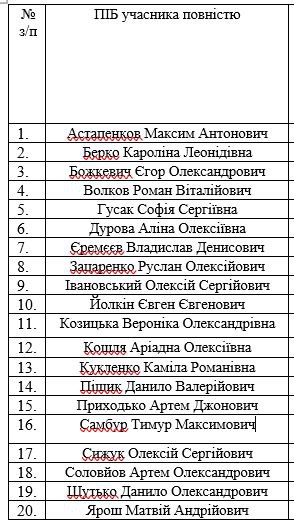 № ПІБ учасника повністю
з/п
1. Астапенков Максим Антонович
2. Берко Кароліна Леонідівна
3. Божкевич Єгор Олександрович
4. Волков Роман Віталійович
5. Гусак Софія Сергіївна
6. Дурова Аліна Олексіївна
7. Єремєєв Владислав Денисович
8. Зацаренко Руслан Олексійович
9. Івановський Олексій Сергійович
10. Йолкін Євген Євгенович
11. Козицька Вероніка Олександрівна
12. Кошля Аріадна Олексіївна
13. Кукленко Каміла Романівна
14. Піщик Данило Валерійович
15. Приходько Артем Джонович
16. Самбур Тимур Максимович
17. Сижук Олексій Сергійович
18. Соловйов Артем Олександрович
19. Шутько Данило Олександрович
20. Ярош Матвій Андрійович